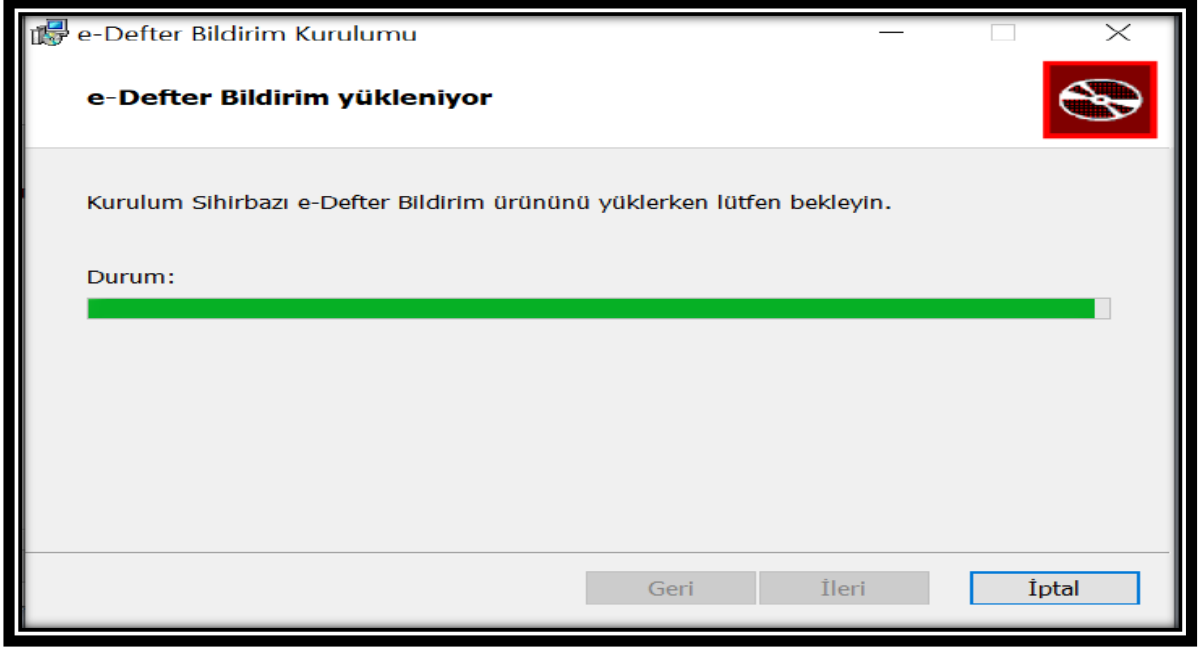 e-Defter Bildirim Kurulumu
e-Defter Bildirim yükleniyor
Kurulum Sihirbazı e-Defter Bildirim ürününü yüklerken lütfen bekleyin.
Durum:
Geri İleri İptal